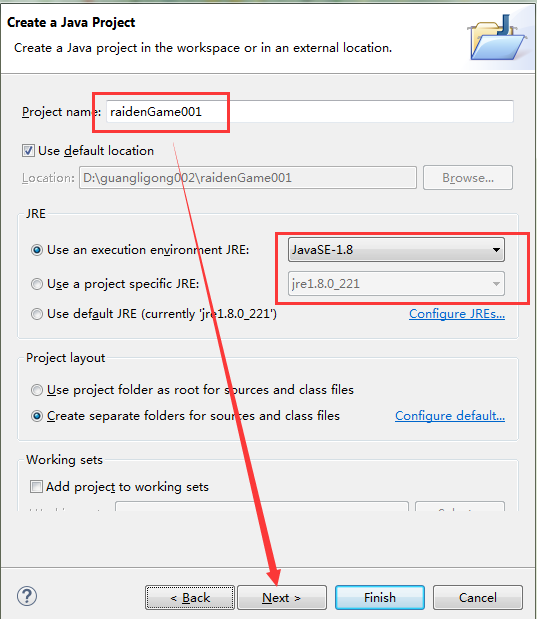 Create a Java Project
Create a Java project in the workspace or in an external location.
Project name: raidenGame001
Use default location
Location: D:\guangligong002\raidenGame001 Browse...
JRE
Use an execution environment JRE: JavaSE-1.8
Use a project specific JRE: jre1.8.0_221
Use default JRE (currently 'jre1.8.0_221') Configure JREs...
Project layout
Use project folder as root for sources and class files
Create separate folders for sources and class files Configure default...
Working sets
Add project to working sets
? < Back Next > Finish Cancel